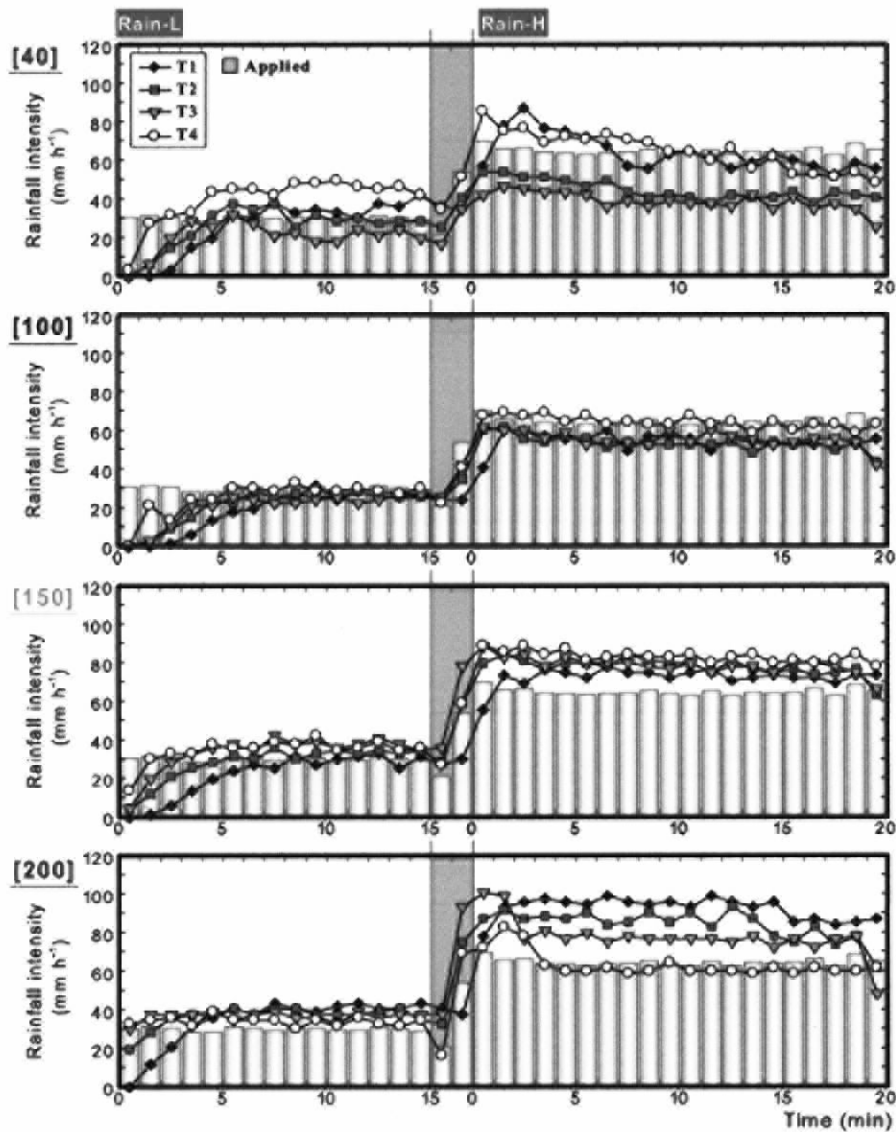 Rain-L Rain-H
[40]
Rainfall intensity
(mm h⁻¹)
120
100
80
60
40
20
0
T1
T2
T3
T4
Applied
0 5 10 15 0 5 10 15 20
[100]
Rainfall intensity
(mm h⁻¹)
120
100
80
60
40
20
0
0 5 10 15 0 5 10 15 20
[150]
Rainfall intensity
(mm h⁻¹)
120
100
80
60
40
20
0
0 5 10 15 0 5 10 15 20
[200]
Rainfall intensity
(mm h⁻¹)
120
100
80
60
40
20
0
0 5 10 15 0 5 10 15 20
Time (min)